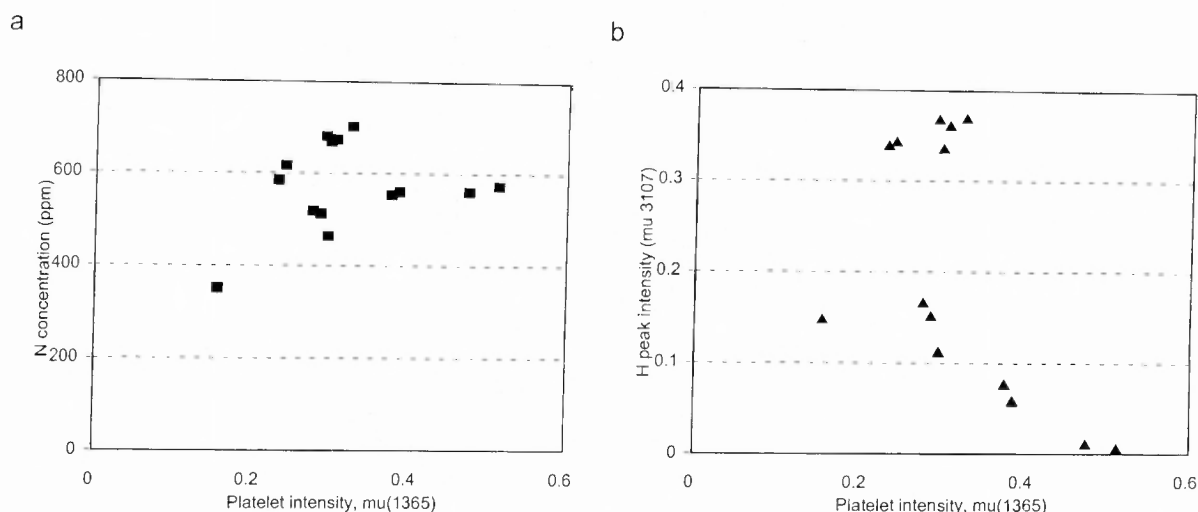 a
800
600
400
200
0
N concentration (ppm)
0 0.2 0.4 0.6
Platelet intensity, mu(1365)
b
0.4
0.3
0.2
0.1
0
H peak intensity (mu 3107)
0 0.2 0.4 0.6
Platelet intensity, mu(1365)